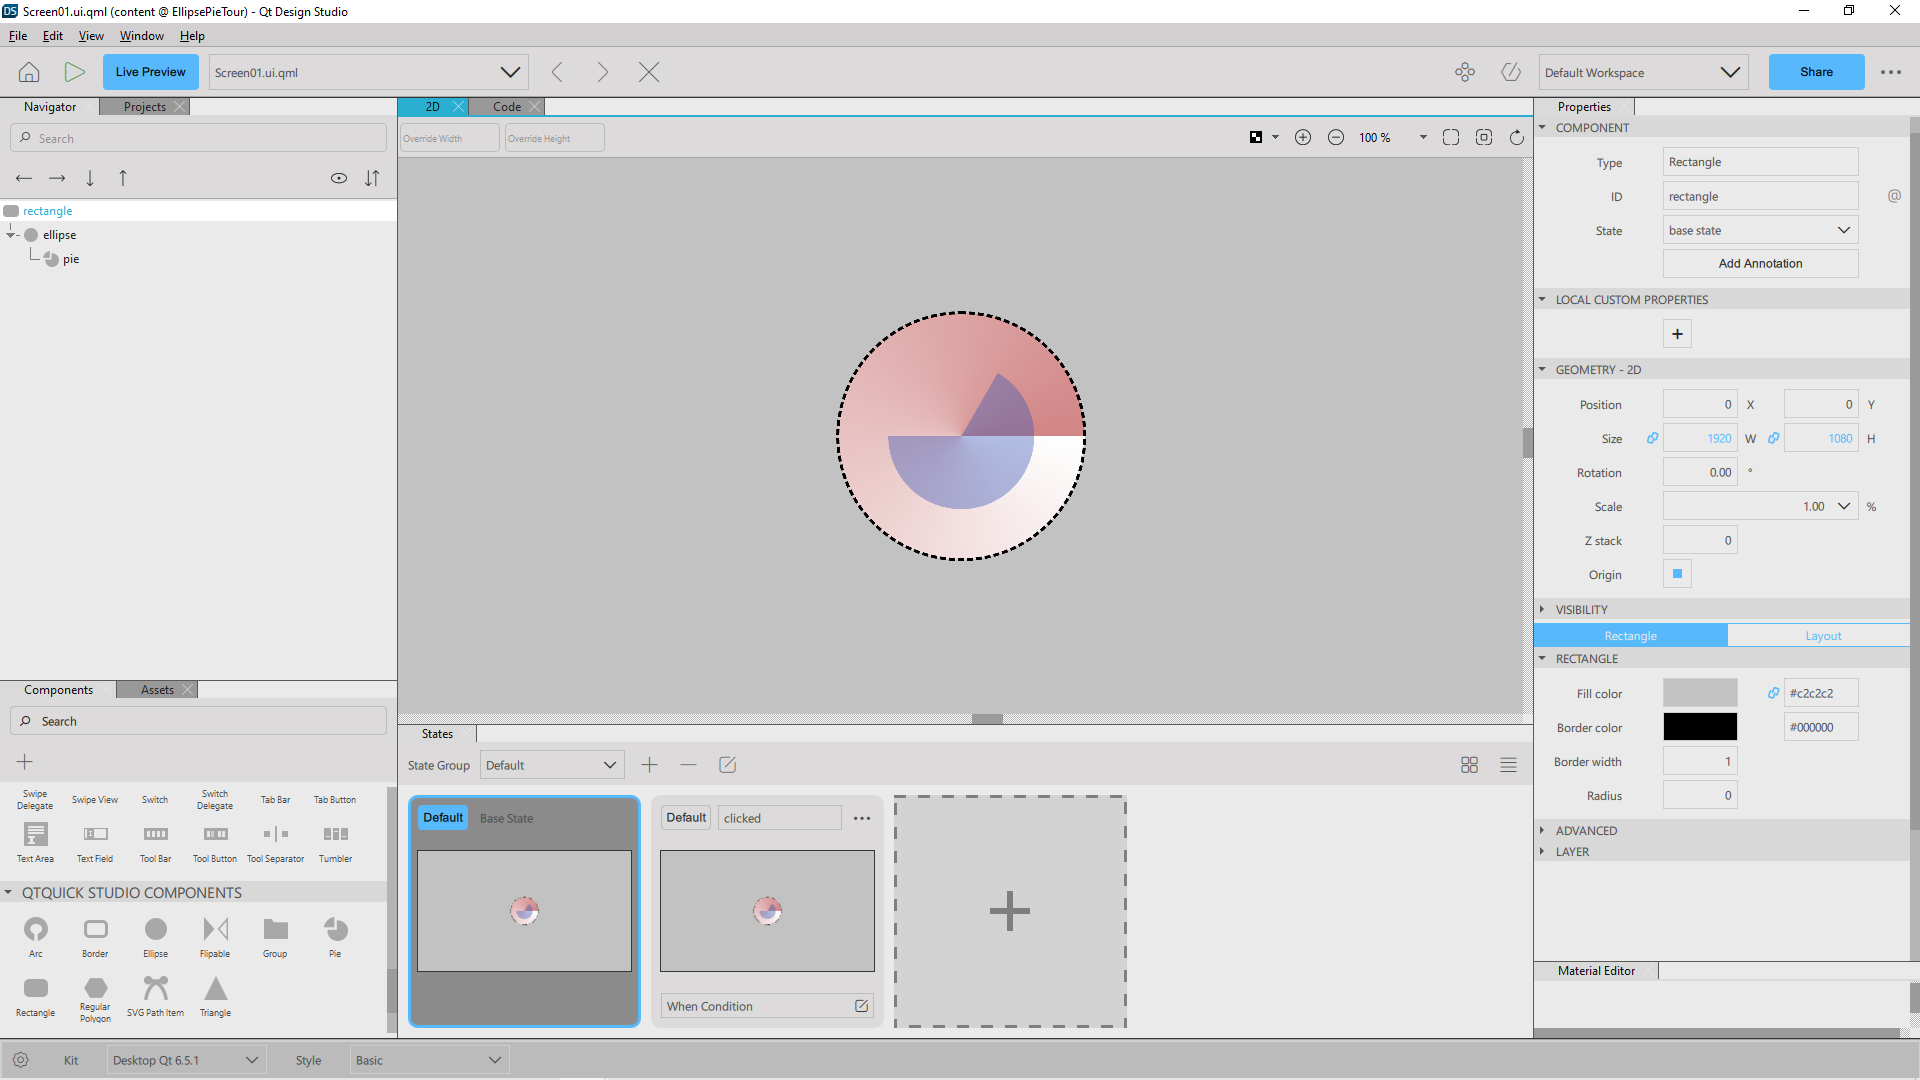 DS Screen01.ui.qml (content @ EllipsePieTour) - Qt Design Studio
File Edit View Window Help
Live Preview Screen01.ui.qml Default Workspace Share
Navigator Projects 2D Code Properties
Search
Override Width Override Height 100 %
COMPONENT
Type Rectangle
ID rectangle @
State base state
Add Annotation
rectangle
ellipse
pie
LOCAL CUSTOM PROPERTIES
+
GEOMETRY - 2D
Position 0 X 0 Y
Size 1920 W 1080 H
Rotation 0.00 °
Scale 1.00 %
Z stack 0
Origin
VISIBILITY
Rectangle Layout
RECTANGLE
Fill color #c2c2c2
Border color #000000
Border width 1
Radius 0
ADVANCED
LAYER
Components Assets
Search
Swipe Delegate Swipe View Switch Switch Delegate Tab Bar Tab Button
Text Area Text Field Tool Bar Tool Button Tool Separator Tumbler
QTQUICK STUDIO COMPONENTS
Arc Border Ellipse Flipable Group Pie
Rectangle Regular Polygon SVG Path Item Triangle
States
State Group Default
Default Base State
Default clicked
When Condition
Material Editor
Kit Desktop Qt 6.5.1 Style Basic